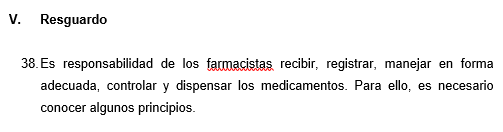 V. Resguardo
38. Es responsabilidad de los farmacistas recibir, registrar, manejar en forma
adecuada, controlar y dispensar los medicamentos. Para ello, es necesario
conocer algunos principios.